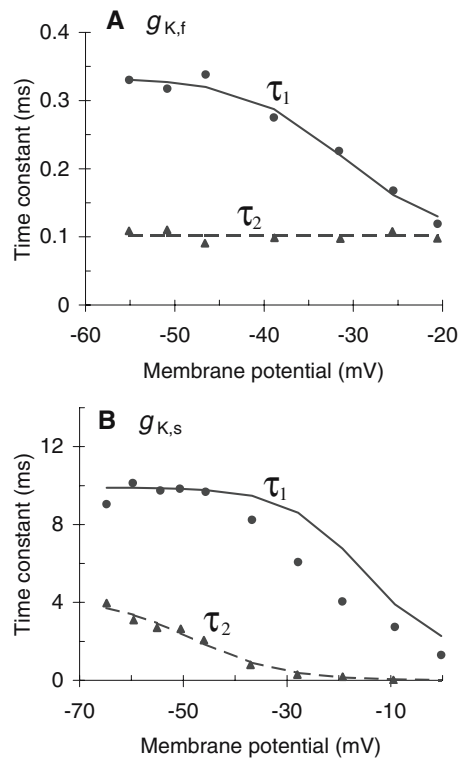 A g K,f
0.4
0.3
0.2
0.1
0
Time constant (ms)
τ1
τ2
-60 -50 -40 -30 -20
Membrane potential (mV)
B g K,s
12
8
4
0
Time constant (ms)
τ1
τ2
-70 -50 -30 -10
Membrane potential (mV)